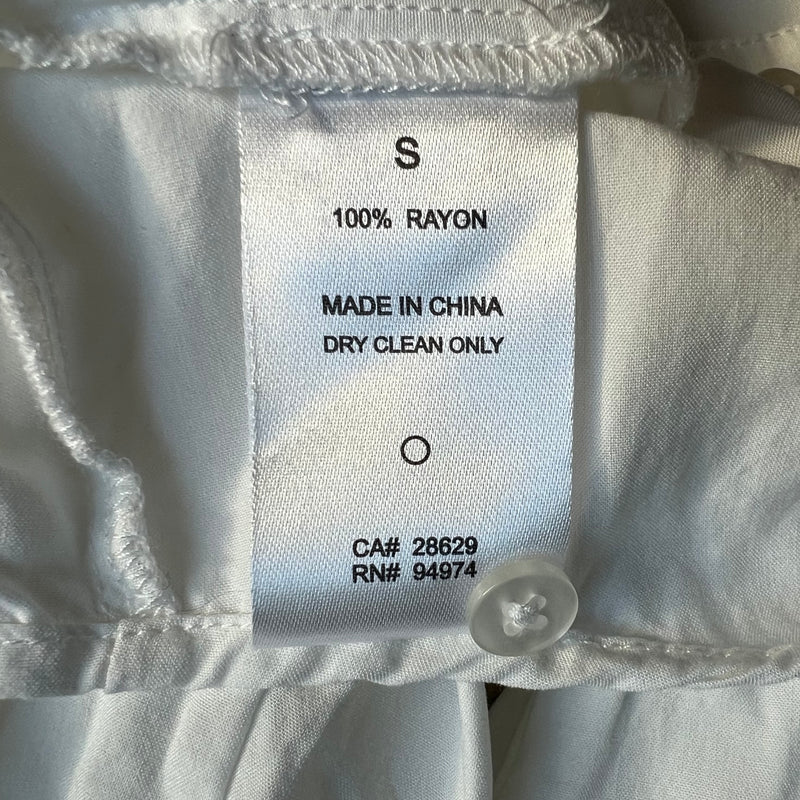 S
100% RAYON
MADE IN CHINA
DRY CLEAN ONLY
CA# 28629
RN# 94974